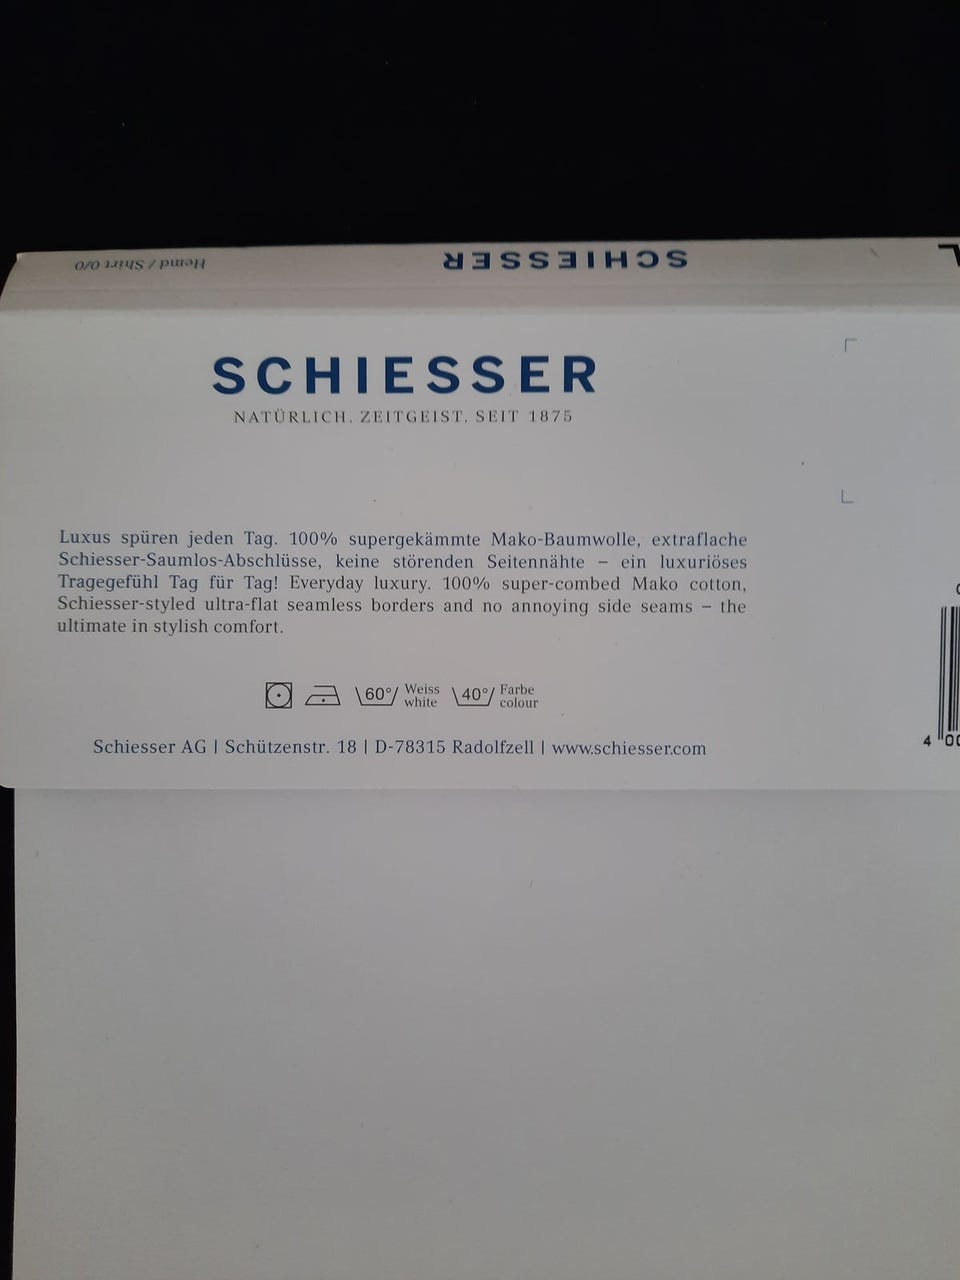 Hemd / Shirt 0/0
SCHIESSER
SCHIESSER
NATÜRLICH. ZEITGEIST. SEIT 1875
Luxus spüren jeden Tag. 100% supergekämmte Mako-Baumwolle, extraflache
Schiesser-Saumlos-Abschlüsse, keine störenden Seitennähte – ein luxuriöses
Tragegefühl Tag für Tag! Everyday luxury. 100% super-combed Mako cotton,
Schiesser-styled ultra-flat seamless borders and no annoying side seams – the
ultimate in stylish comfort.
60° Weiss 40° Farbe
white colour
Schiesser AG | Schützenstr. 18 | D-78315 Radolfzell | www.schiesser.com